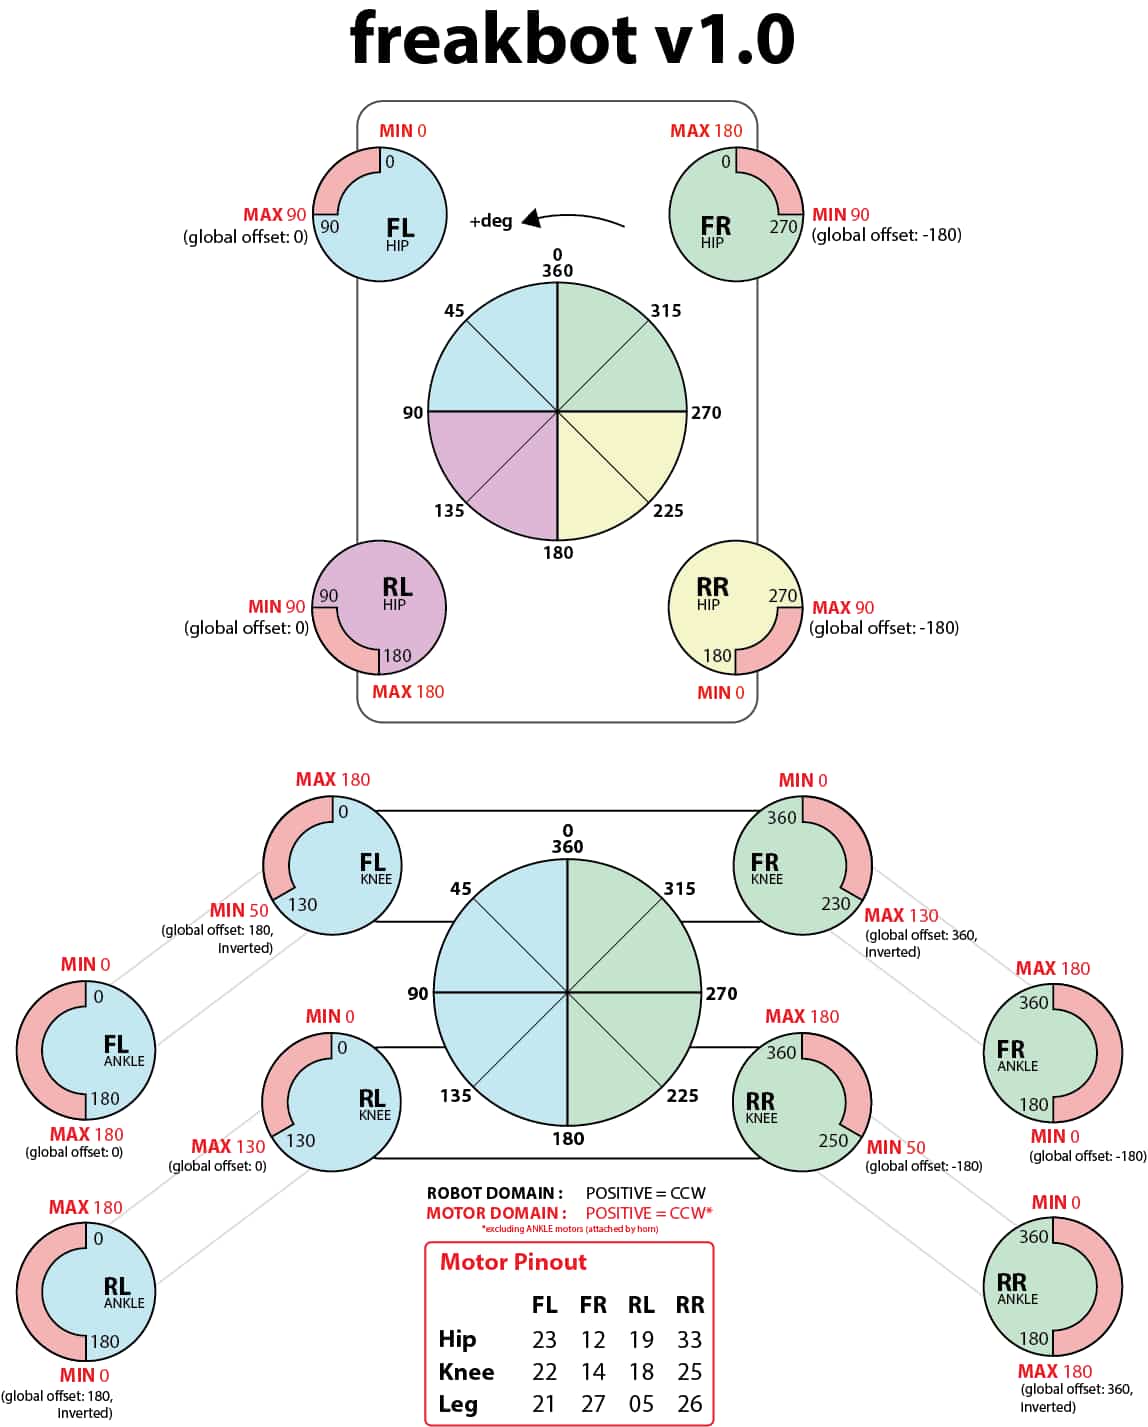 freakbot v1.0
MIN 0
MAX 180
0
0
MAX 90
(global offset: 0)
90
FL
HIP
+deg
FR
HIP
270
MIN 90
(global offset: -180)
0
360
45
315
90
270
135
225
180
RL
HIP
90
MIN 90
(global offset: 0)
180
MAX 180
RR
HIP
270
MAX 90
(global offset: -180)
180
MIN 0
MAX 180
0
FL
KNEE
130
MIN 50
(global offset: 180,
Inverted)
MIN 0
360
FR
KNEE
230
MAX 130
(global offset: 360,
Inverted)
0
360
45
315
90
270
135
225
180
MIN 0
0
FL
ANKLE
180
MAX 180
(global offset: 0)
MIN 0
0
RL
KNEE
130
MAX 130
(global offset: 0)
MAX 180
360
RR
KNEE
250
MIN 50
(global offset: -180)
MAX 180
360
FR
ANKLE
180
MIN 0
(global offset: -180)
MAX 180
0
RL
ANKLE
180
MIN 0
(global offset: 180,
Inverted)
MIN 0
360
RR
ANKLE
180
MAX 180
(global offset: 360,
Inverted)
ROBOT DOMAIN : POSITIVE = CCW
MOTOR DOMAIN : POSITIVE = CCW*
*excluding ANKLE motors (attached by horn)
Motor Pinout
FL FR RL RR
Hip 23 12 19 33
Knee 22 14 18 25
Leg 21 27 05 26